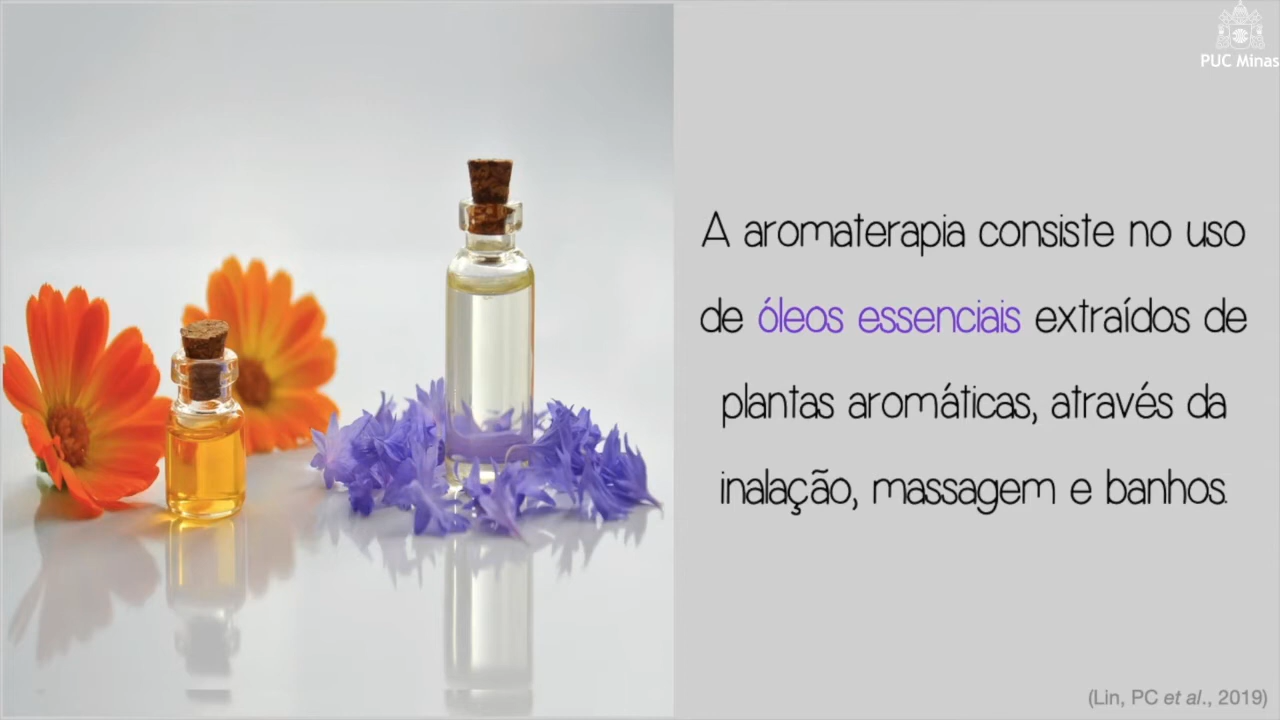 PUC Minas
A aromaterapia consiste no uso
de óleos essenciais extraídos de
plantas aromáticas, através da
inalação, massagem e banhos.
(Lin, PC et al., 2019)